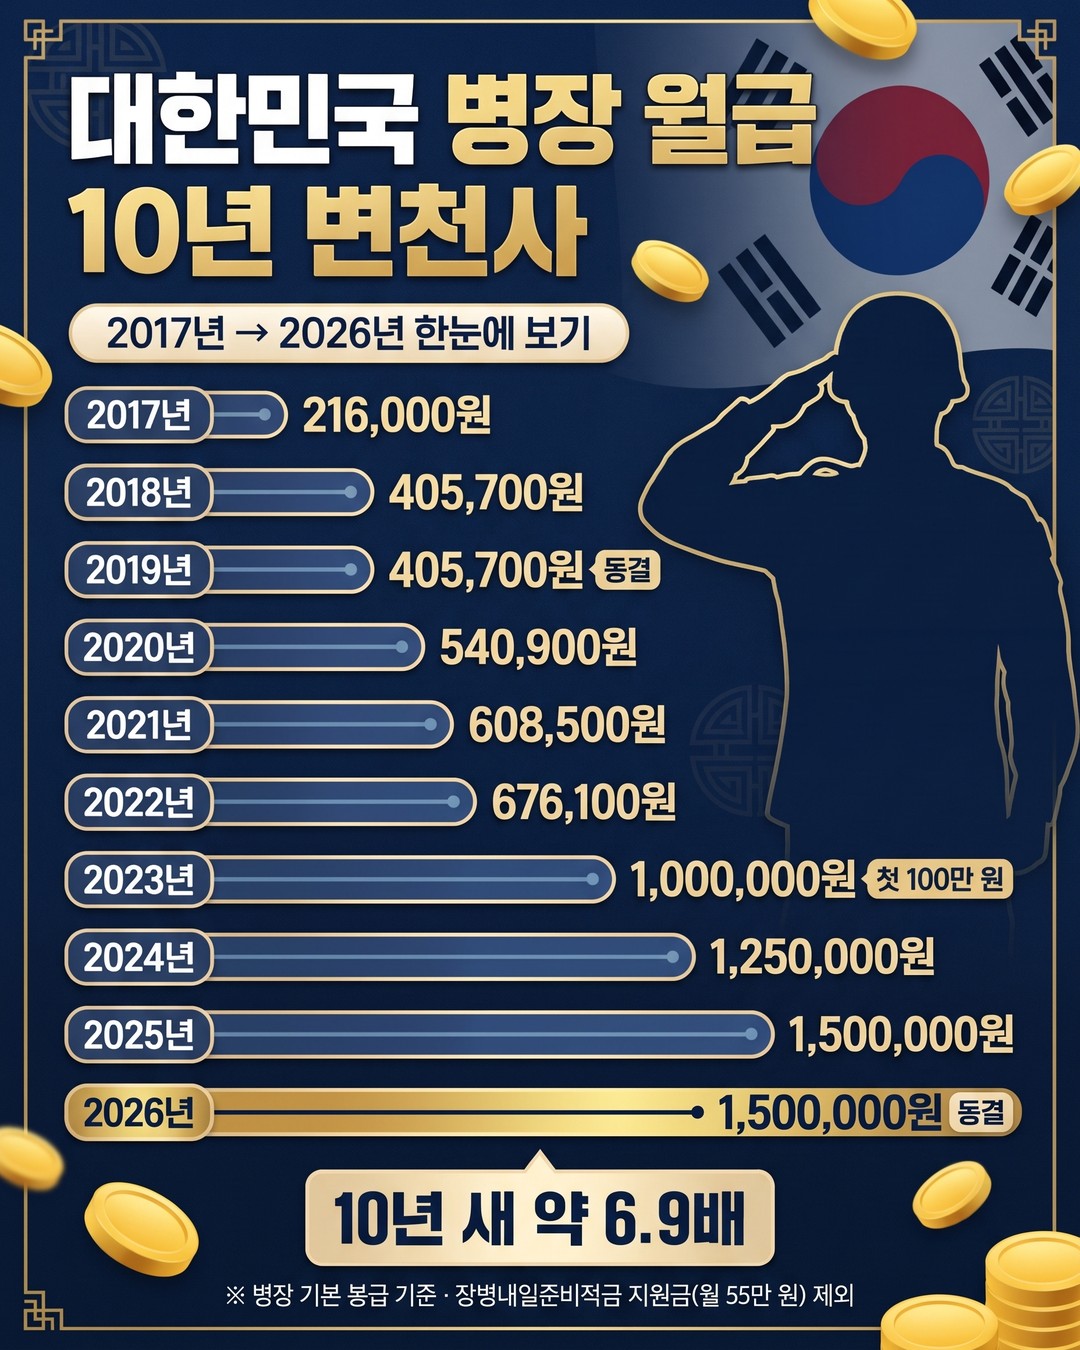 대한민국 병장 월급
10년 변천사
2017년 → 2026년 한눈에 보기
2017년 216,000원
2018년 405,700원
2019년 405,700원 동결
2020년 540,900원
2021년 608,500원
2022년 676,100원
2023년 1,000,000원 첫 100만 원
2024년 1,250,000원
2025년 1,500,000원
2026년 1,500,000원 동결
10년 새 약 6.9배
※ 병장 기본 봉급 기준 · 장병내일준비적금 지원금(월 55만 원) 제외